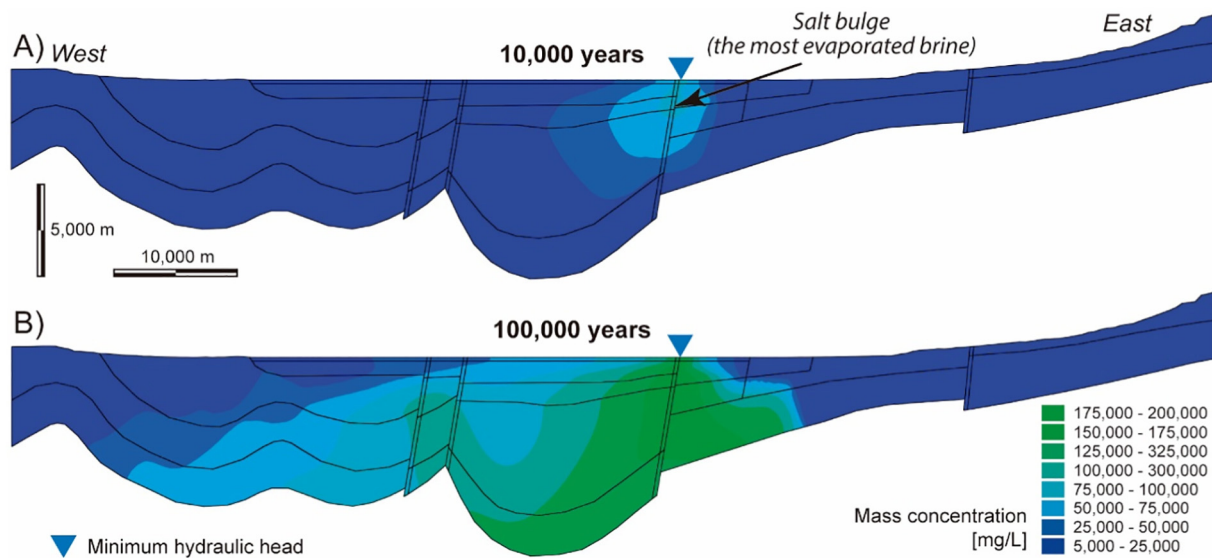 A) West
10,000 years
Salt bulge
(the most evaporated brine)
East
5,000 m
10,000 m
B)
100,000 years
175,000 - 200,000
150,000 - 175,000
125,000 - 325,000
100,000 - 300,000
75,000 - 100,000
50,000 - 75,000
25,000 - 50,000
5,000 - 25,000
Mass concentration
[mg/L]
Minimum hydraulic head